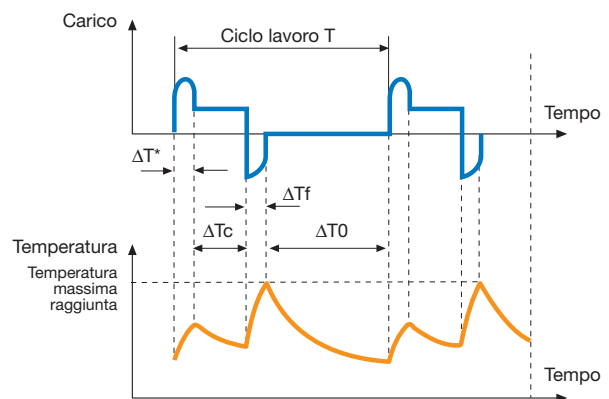 Carico
Ciclo lavoro T
Tempo
ΔT*
ΔTf
ΔTc
ΔT0
Temperatura
Temperatura
massima
raggiunta
Tempo